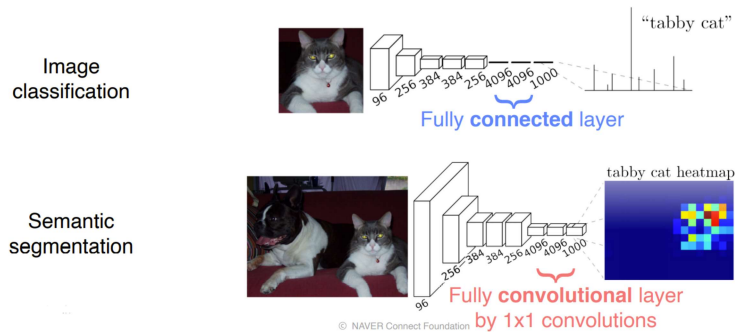 Image
classification
"tabby cat"
96
256
384
384
256
4096
4096
1000
Fully connected layer
Semantic
segmentation
tabby cat heatmap
96
256
384
384
256
4096
4096
1000
Fully convolutional layer
by 1x1 convolutions
...
© NAVER Connect Foundation